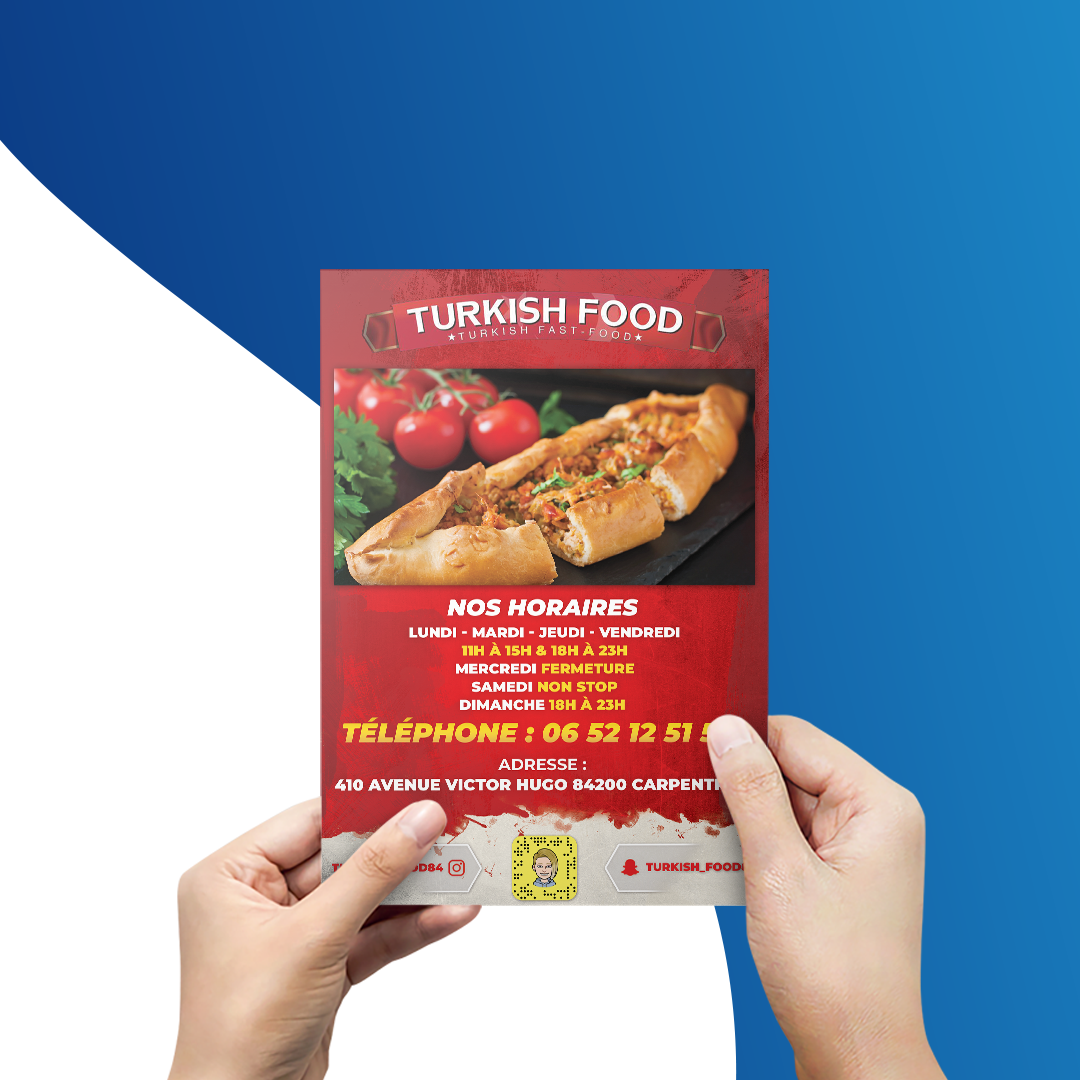 TURKISH FOOD
★TURKISH FAST-FOOD★
NOS HORAIRES
LUNDI - MARDI - JEUDI - VENDREDI
11H À 15H & 18H À 23H
MERCREDI FERMETURE
SAMEDI NON STOP
DIMANCHE 18H À 23H
TÉLÉPHONE : 06 52 12 51
ADRESSE :
410 AVENUE VICTOR HUGO 84200